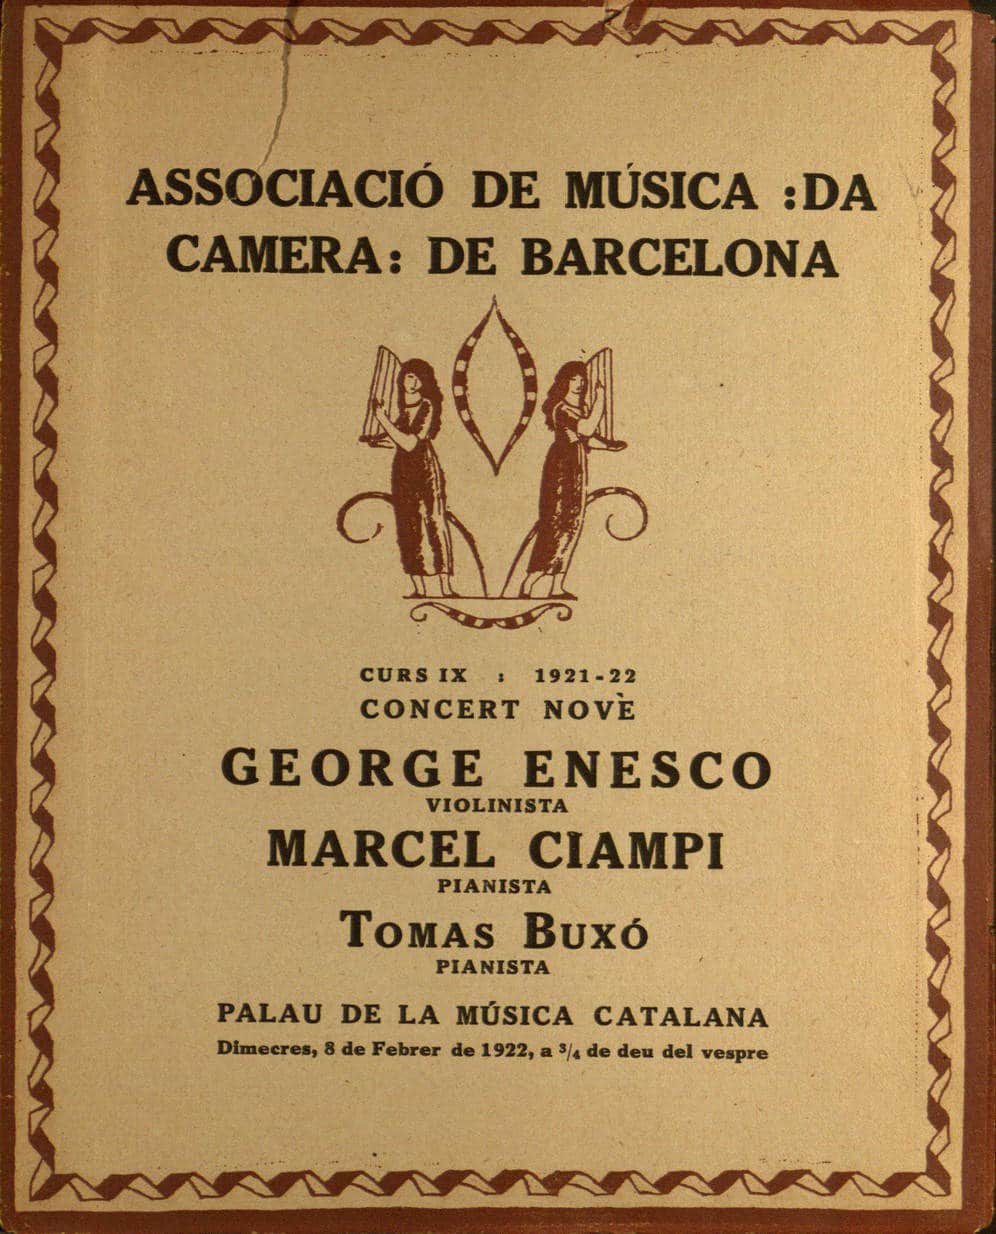 ASSOCIACIÓ DE MÚSICA :DA
CAMERA: DE BARCELONA
CURS IX : 1921-22
CONCERT NOVÈ
GEORGE ENESCO
VIOLINISTA
MARCEL CIAMPI
PIANISTA
TOMAS BUXÓ
PIANISTA
PALAU DE LA MÚSICA CATALANA
Dimecres, 8 de Febrer de 1922, a 3/4 de deu del vespre